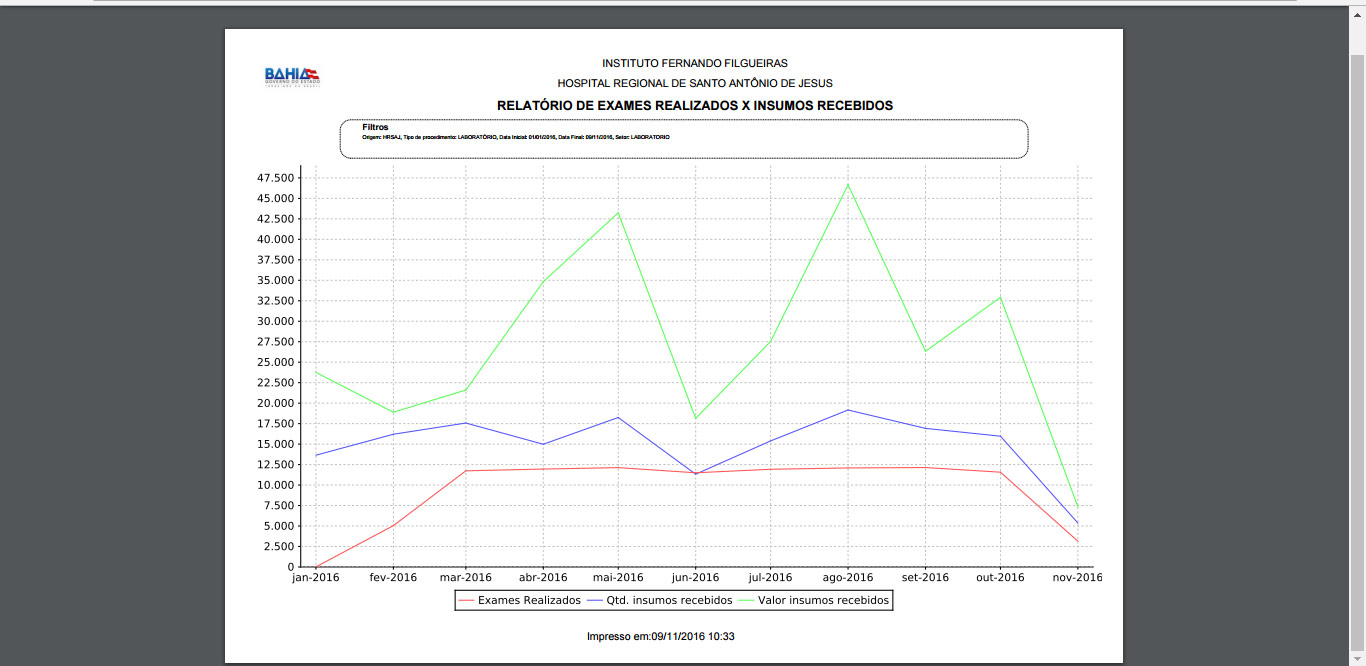 INSTITUTO FERNANDO FILGUEIRAS
BAHIA
GOVERNO DO ESTADO
HOSPITAL REGIONAL DE SANTO ANTÔNIO DE JESUS
RELATÓRIO DE EXAMES REALIZADOS X INSUMOS RECEBIDOS
Filtros
Origem: HRSAJ, Tipo de procedimento: LABORATÓRIO, Data Inicial: 01/01/2016, Data Final: 09/11/2016, Setor: LABORATORIO
47.500
45.000
42.500
40.000
37.500
35.000
32.500
30.000
27.500
25.000
22.500
20.000
17.500
15.000
12.500
10.000
7.500
5.000
2.500
0
jan-2016 fev-2016 mar-2016 abr-2016 mai-2016 jun-2016 jul-2016 ago-2016 set-2016 out-2016 nov-2016
Exames Realizados Qtd. insumos recebidos Valor insumos recebidos
Impresso em:09/11/2016 10:33